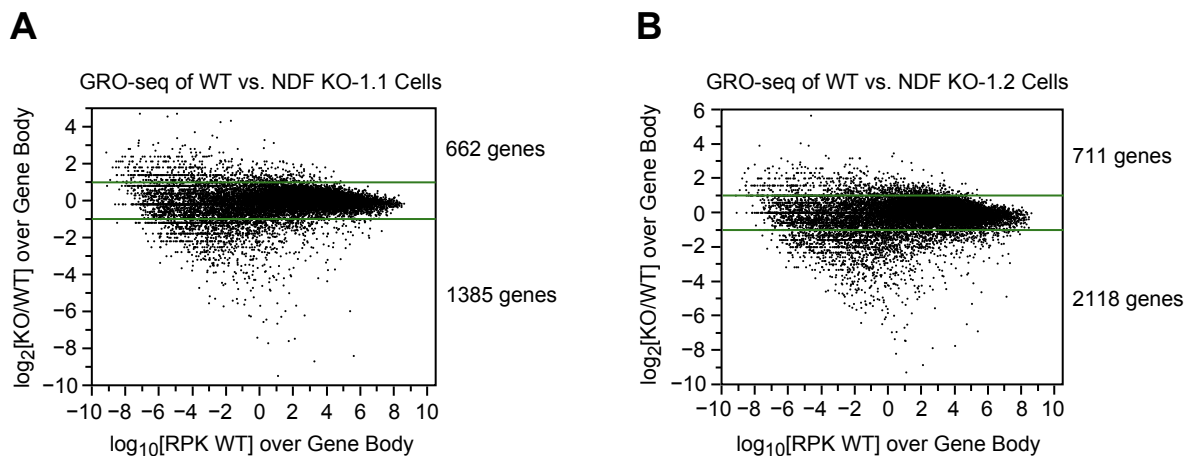 A
GRO-seq of WT vs. NDF KO-1.1 Cells
log2[KO/WT] over Gene Body
4
2
0
−2
−4
−6
−8
−10
662 genes
1385 genes
−10 −8 −6 −4 −2 0 2 4 6 8 10
log10[RPK WT] over Gene Body
B
GRO-seq of WT vs. NDF KO-1.2 Cells
log2[KO/WT] over Gene Body
6
4
2
0
−2
−4
−6
−8
−10
711 genes
2118 genes
−10 −8 −6 −4 −2 0 2 4 6 8 10
log10[RPK WT] over Gene Body